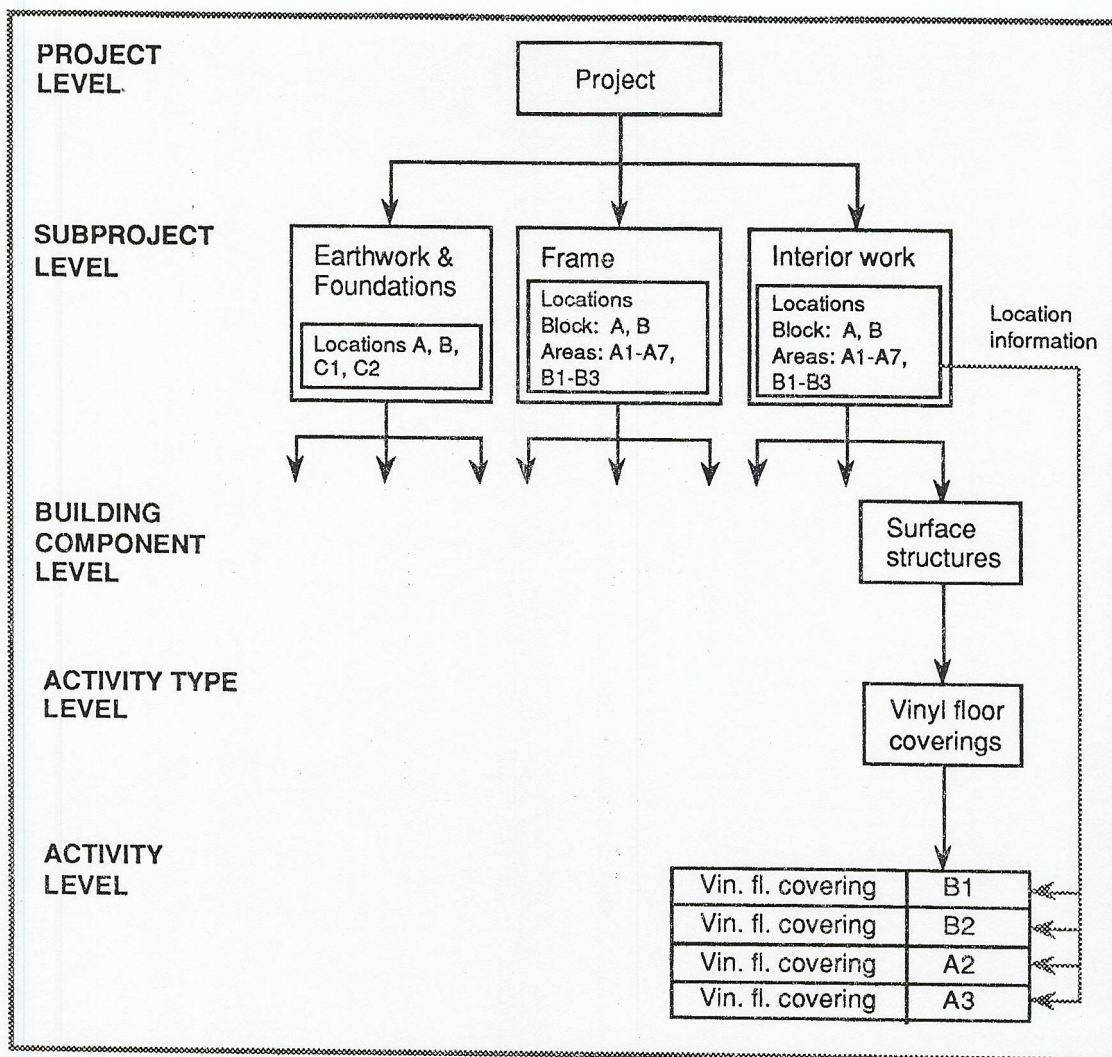 PROJECT
LEVEL
Project
SUBPROJECT
LEVEL
Earthwork &
Foundations
Locations A, B,
C1, C2
Frame
Locations
Block: A, B
Areas: A1-A7,
B1-B3
Interior work
Locations
Block: A, B
Areas: A1-A7,
B1-B3
Location
information
BUILDING
COMPONENT
LEVEL
Surface
structures
ACTIVITY TYPE
LEVEL
Vinyl floor
coverings
ACTIVITY
LEVEL
Vin. fl. covering B1
Vin. fl. covering B2
Vin. fl. covering A2
Vin. fl. covering A3